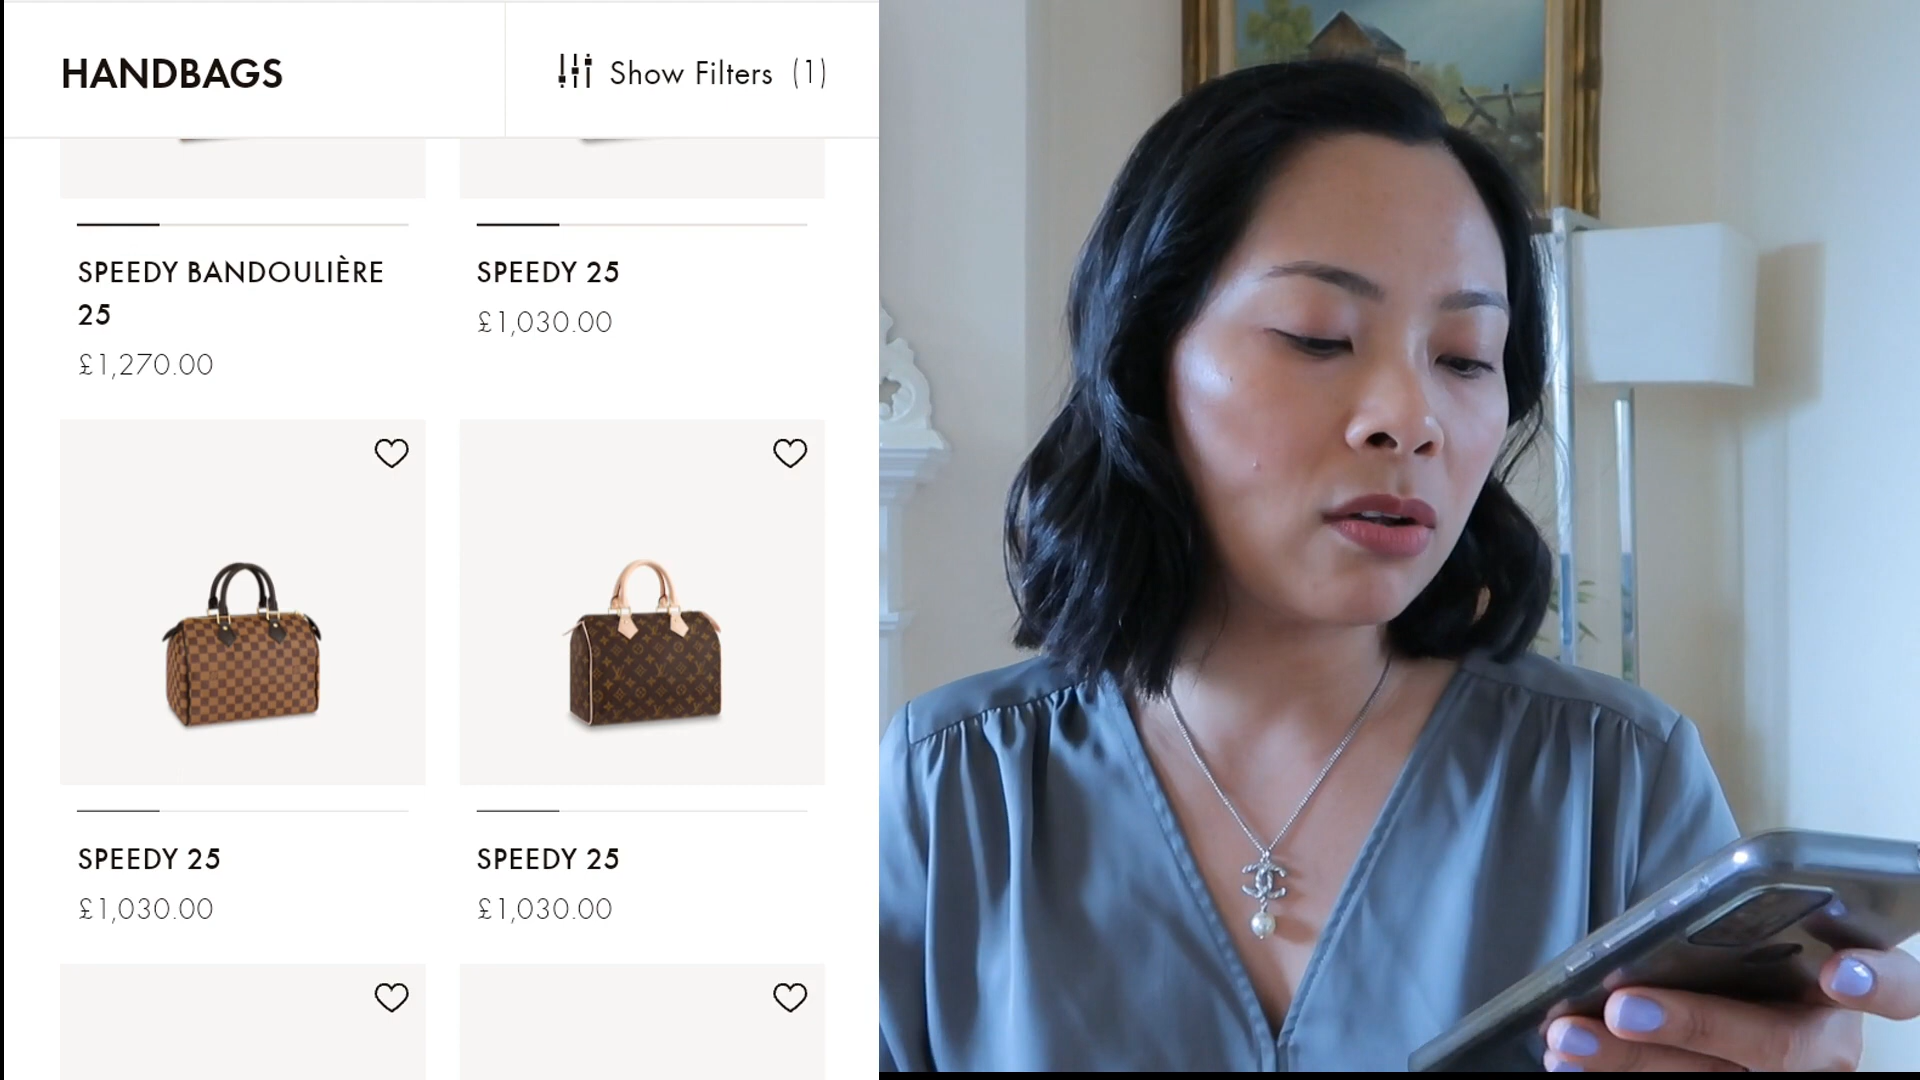 HANDBAGS
Show Filters (1)
SPEEDY BANDOULIÈRE
25
£1,270.00
SPEEDY 25
£1,030.00
SPEEDY 25
£1,030.00
SPEEDY 25
£1,030.00